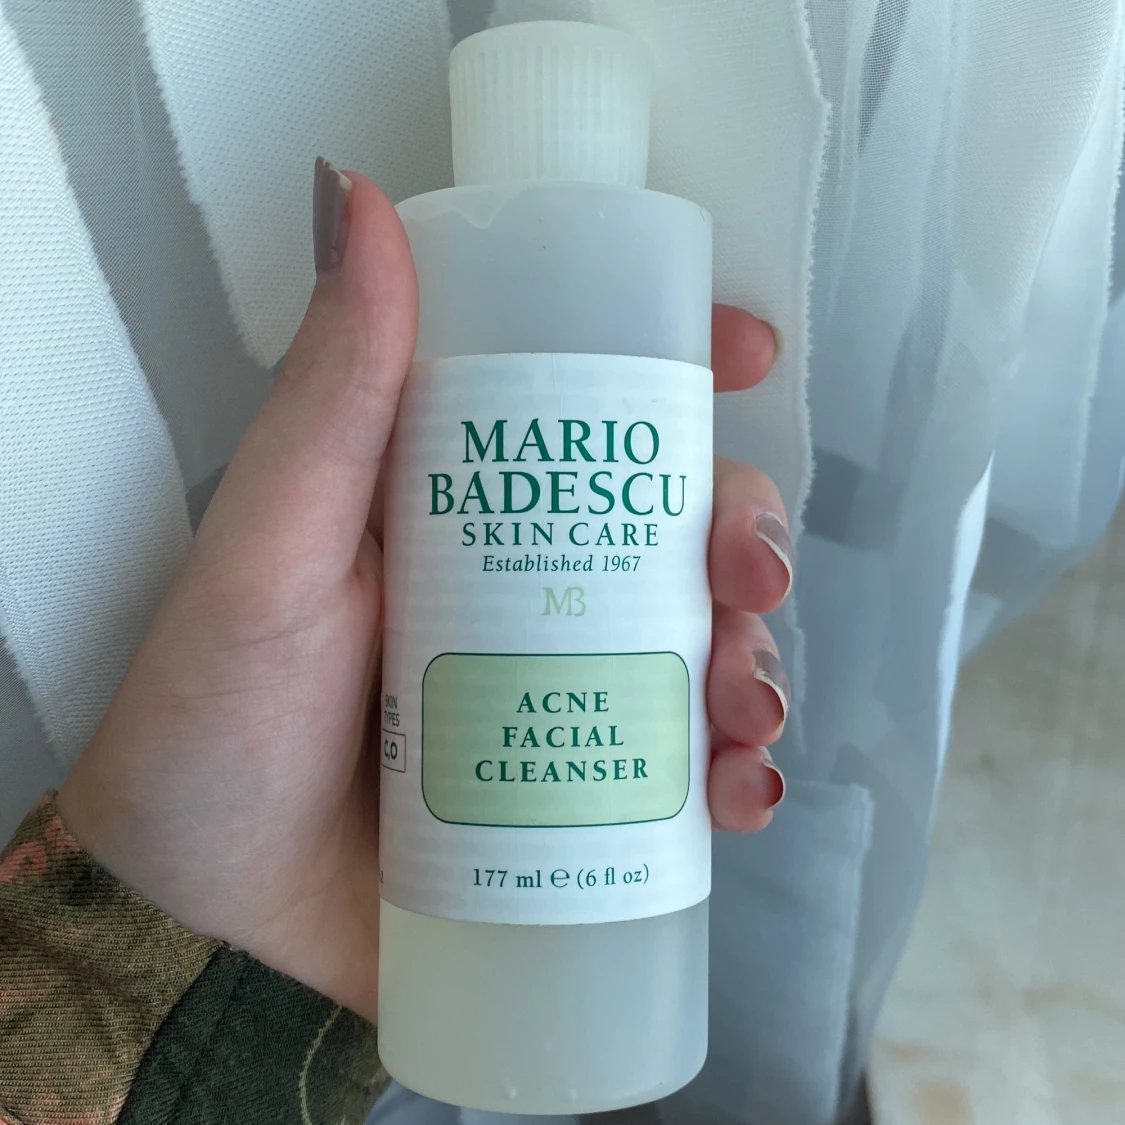 MARIO
BADESCU
SKIN CARE
Established 1967
MB
SKIN
TYPES
C,O
ACNE
FACIAL
CLEANSER
177 ml ℮ (6 fl oz)